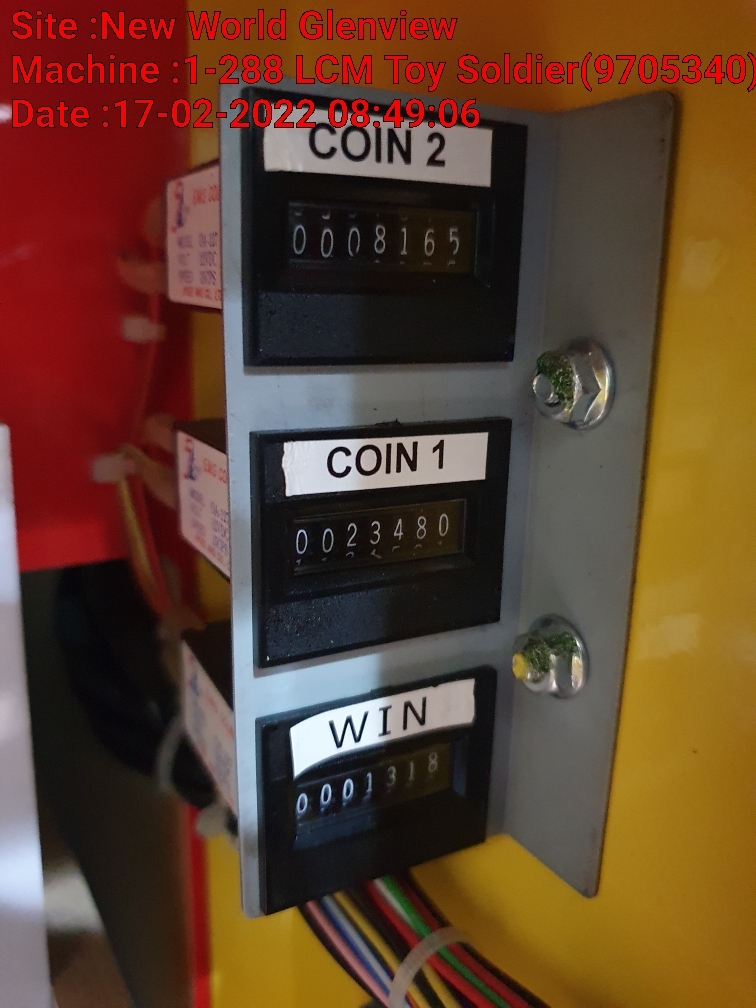 Site :New World Glenview
Machine :1-288 LCM Toy Soldier(9705340)
Date :17-02-2022 08:49:06
COIN 2
0008165
COIN 1
0023480
WIN
0001318